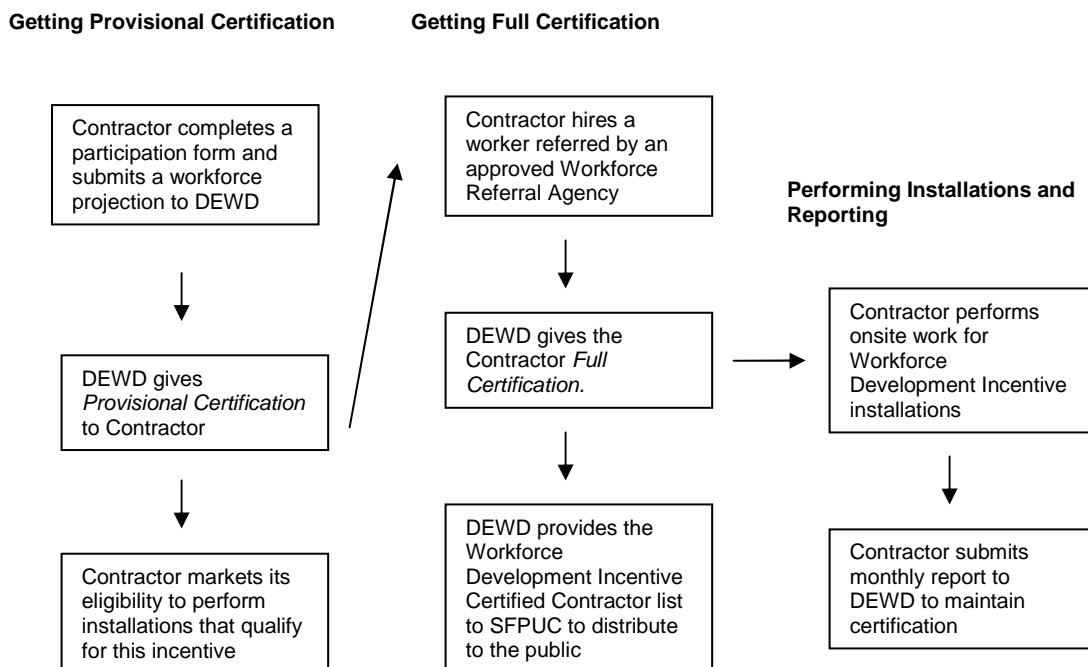 Getting Provisional Certification
Contractor completes a
participation form and
submits a workforce
projection to DEWD
DEWD gives
Provisional Certification
to Contractor
Contractor markets its
eligibility to perform
installations that qualify
for this incentive
Getting Full Certification
Contractor hires a
worker referred by an
approved Workforce
Referral Agency
DEWD gives the
Contractor Full
Certification.
DEWD provides the
Workforce
Development Incentive
Certified Contractor list
to SFPUC to distribute
to the public
Performing Installations and
Reporting
Contractor performs
onsite work for
Workforce
Development Incentive
installations
Contractor submits
monthly report to
DEWD to maintain
certification